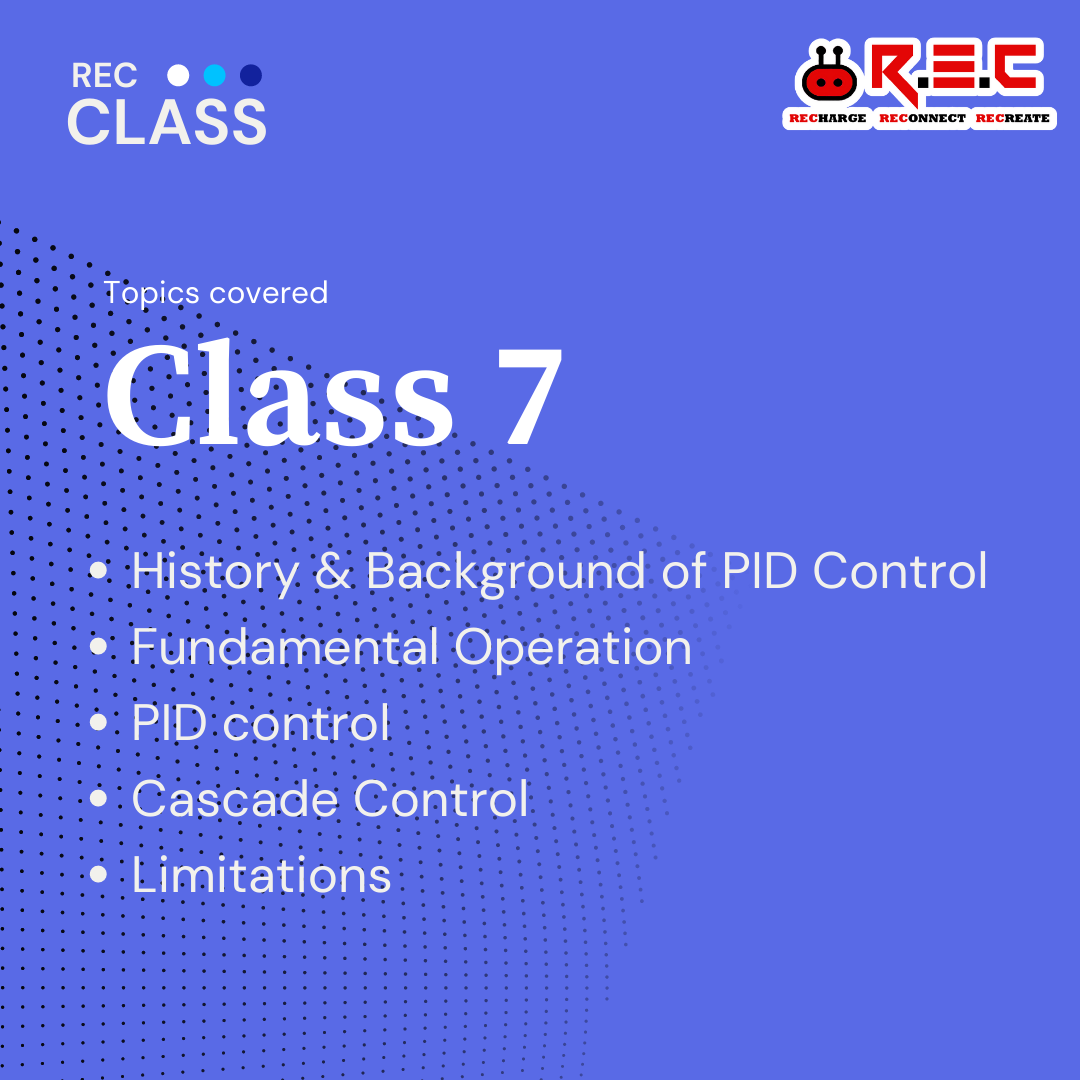 REC
CLASS
R.E.C
RECHARGE RECONNECT RECREATE
Topics covered
Class 7
• History & Background of PID Control
• Fundamental Operation
• PID control
• Cascade Control
• Limitations